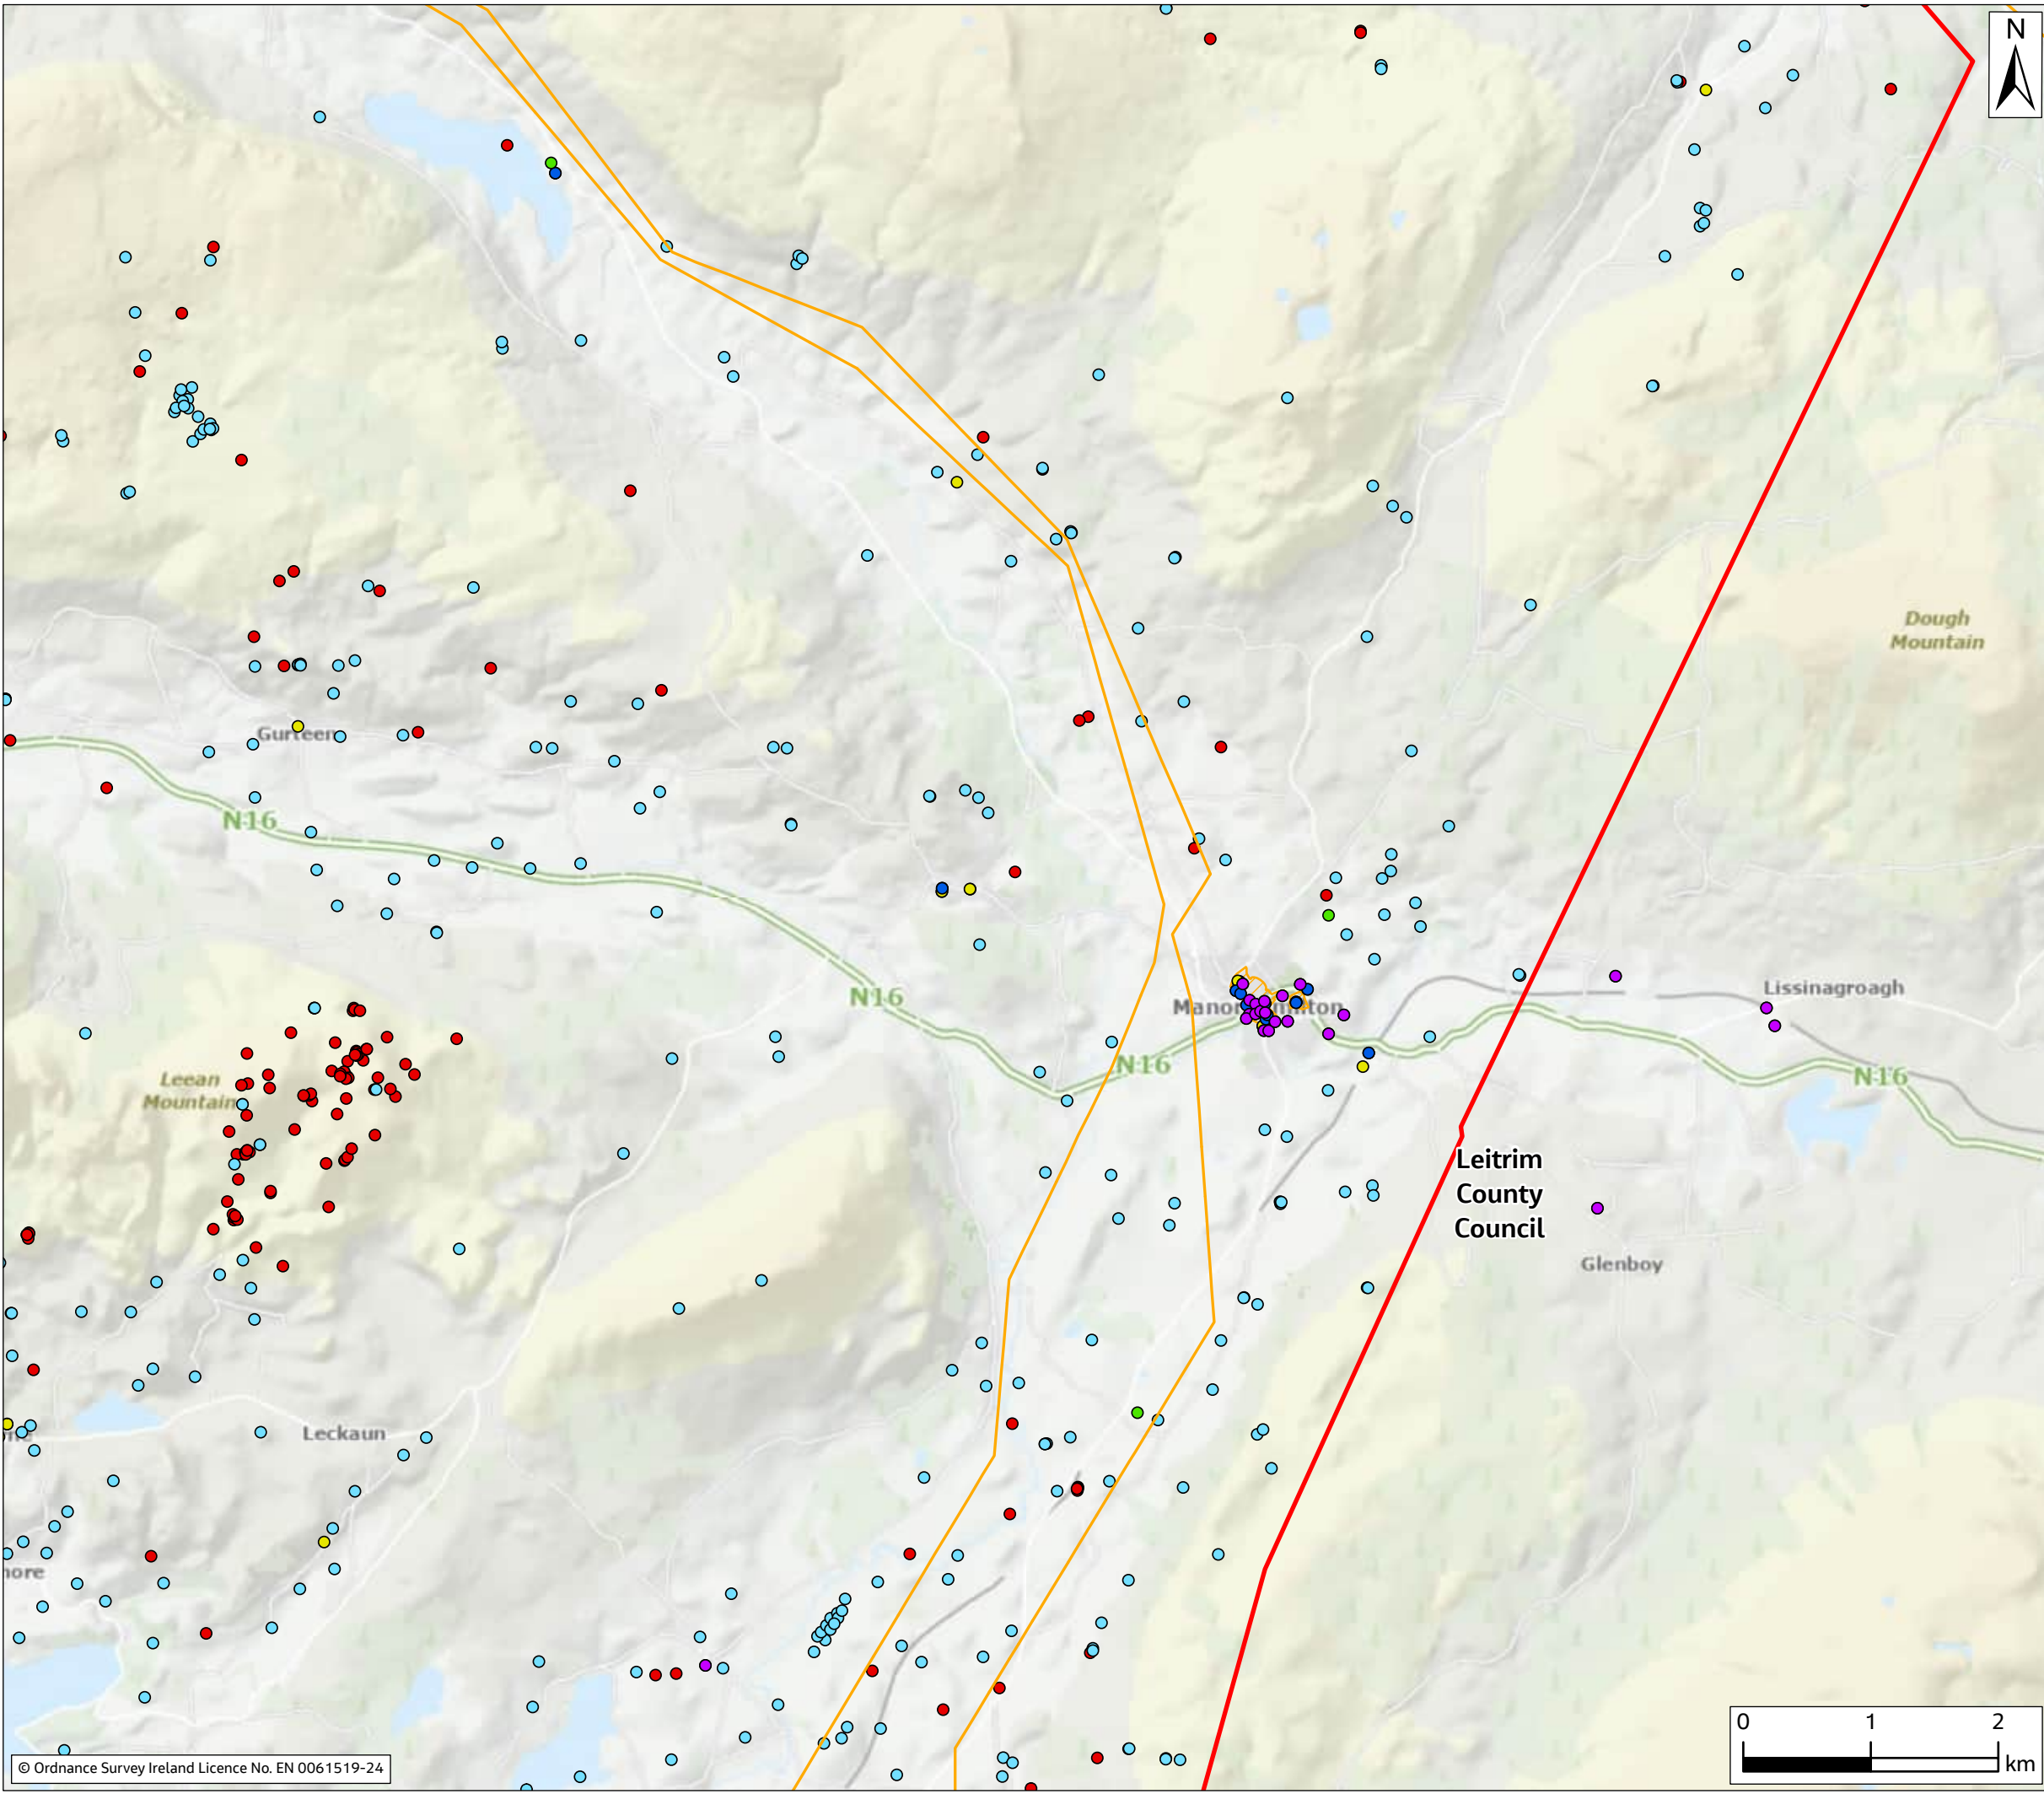 N
Dough
Mountain
Gurteen
N16
N16
Lissinagroagh
N16
N16
Leean
Mountain
Leitrim
County
Council
Glenboy
Leckaun
0 1 2
km
© Ordnance Survey Ireland Licence No. EN 0061519-24